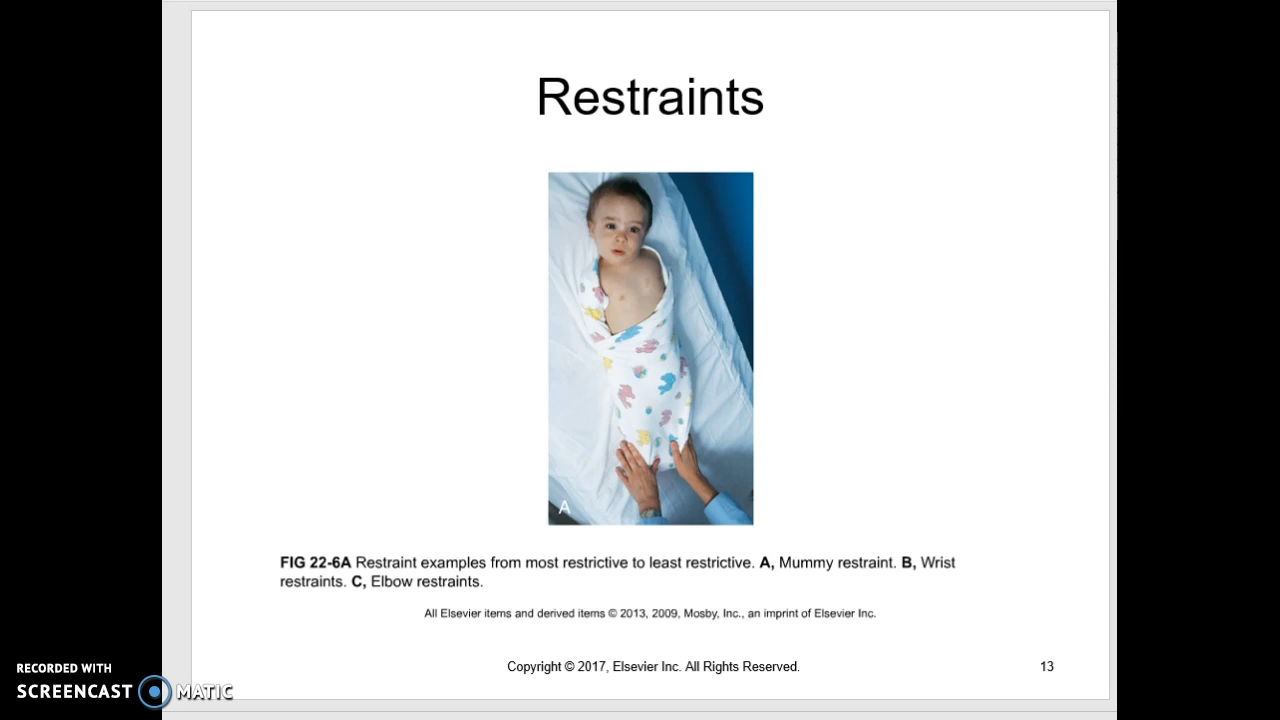 Restraints
A
FIG 22-6A Restraint examples from most restrictive to least restrictive. A, Mummy restraint. B, Wrist
restraints. C, Elbow restraints.
All Elsevier items and derived items © 2013, 2009, Mosby, Inc., an imprint of Elsevier Inc.
Copyright © 2017, Elsevier Inc. All Rights Reserved.
13
RECORDED WITH
SCREENCAST MATIC